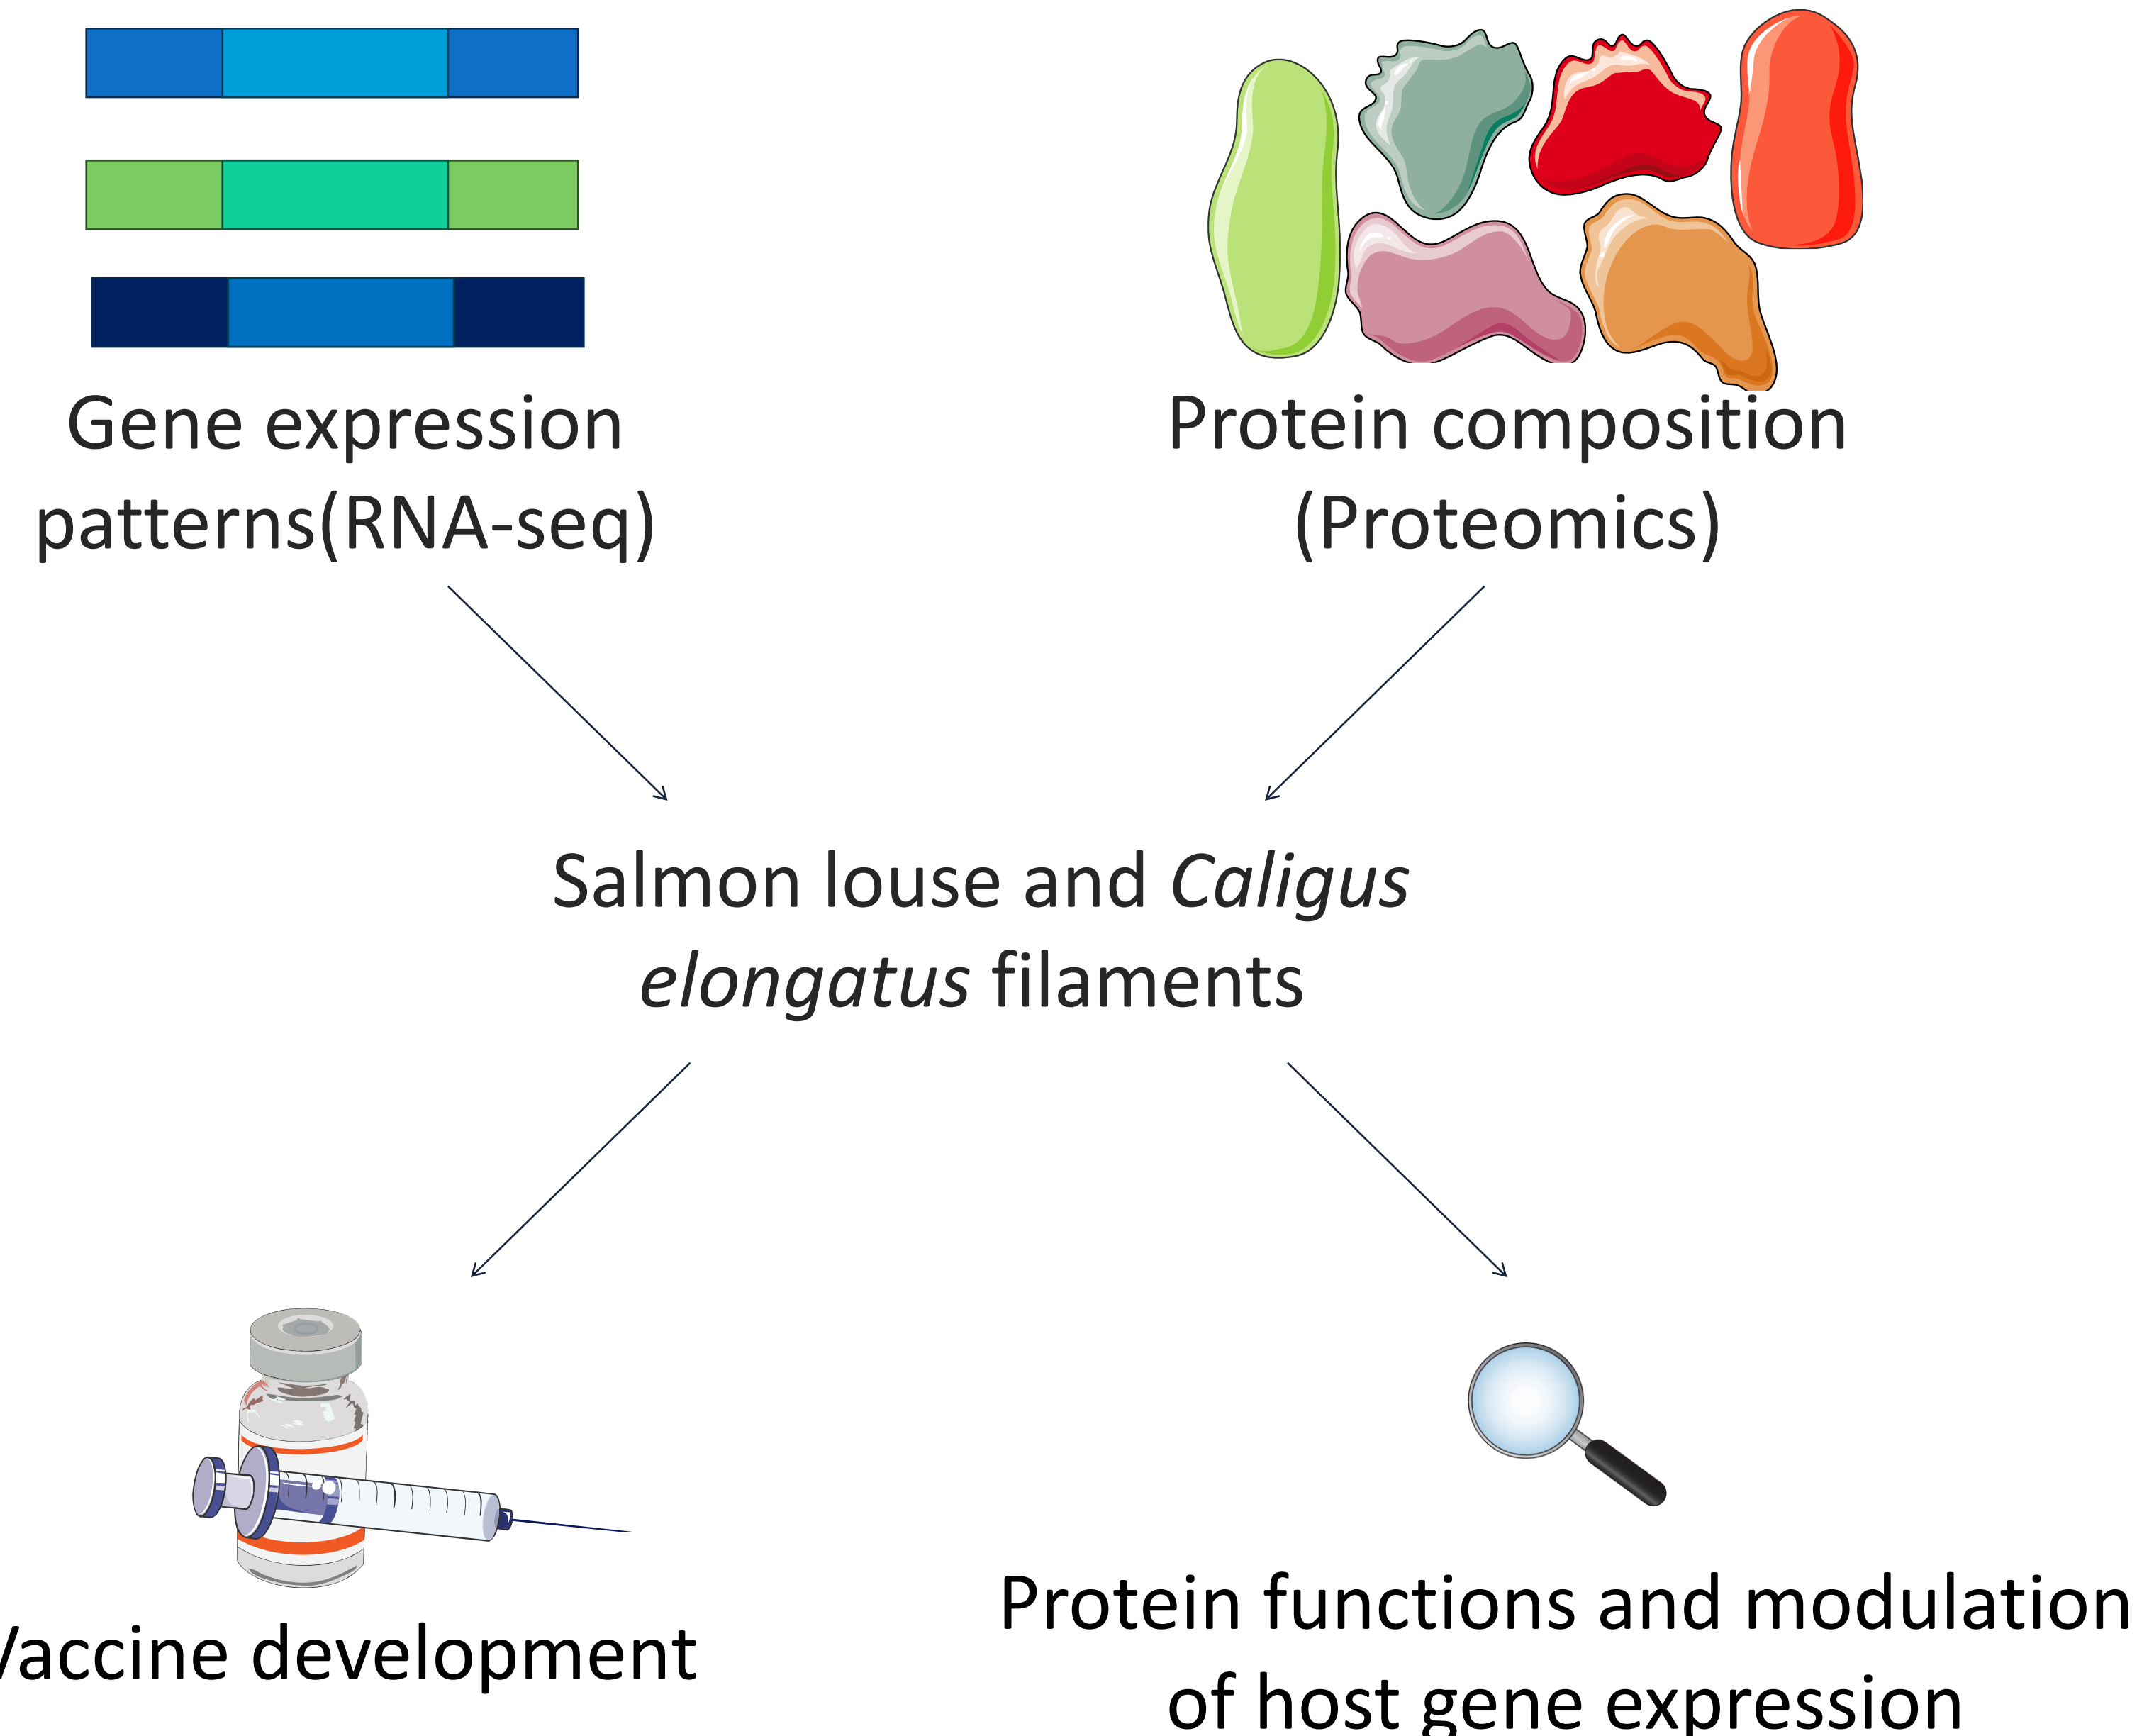 Gene expression
patterns(RNA-seq)
Protein composition
(Proteomics)
Salmon louse and Caligus
elongatus filaments
Vaccine development
Protein functions and modulation
of host gene expression